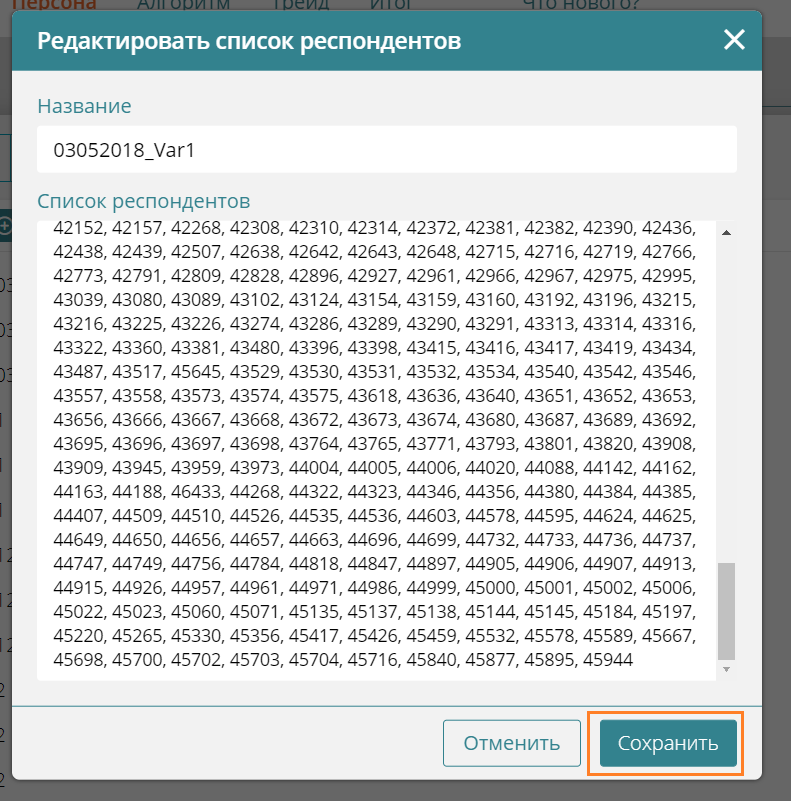 Персона Алгоритм Трейд Итог Что нового?
Редактировать список респондентов
Название
03052018_Var1
Список респондентов
42152, 42157, 42268, 42308, 42310, 42314, 42372, 42381, 42382, 42390, 42436,
42438, 42439, 42507, 42638, 42642, 42643, 42648, 42715, 42716, 42719, 42766,
42773, 42791, 42809, 42828, 42896, 42927, 42961, 42966, 42967, 42975, 42995,
43039, 43080, 43089, 43102, 43124, 43154, 43159, 43160, 43192, 43196, 43215,
43216, 43225, 43226, 43274, 43286, 43289, 43290, 43291, 43313, 43314, 43316,
43322, 43360, 43381, 43480, 43396, 43398, 43415, 43416, 43417, 43419, 43434,
43487, 43517, 45645, 43529, 43530, 43531, 43532, 43534, 43540, 43542, 43546,
43557, 43558, 43573, 43574, 43575, 43618, 43636, 43640, 43651, 43652, 43653,
43656, 43666, 43667, 43668, 43672, 43673, 43674, 43680, 43687, 43689, 43692,
43695, 43696, 43697, 43698, 43764, 43765, 43771, 43793, 43801, 43820, 43908,
43909, 43945, 43959, 43973, 44004, 44005, 44006, 44020, 44088, 44142, 44162,
44163, 44188, 46433, 44268, 44322, 44323, 44346, 44356, 44380, 44384, 44385,
44407, 44509, 44510, 44526, 44535, 44536, 44603, 44578, 44595, 44624, 44625,
44649, 44650, 44656, 44657, 44663, 44696, 44699, 44732, 44733, 44736, 44737,
44747, 44749, 44756, 44784, 44818, 44847, 44897, 44905, 44906, 44907, 44913,
44915, 44926, 44957, 44961, 44971, 44986, 44999, 45000, 45001, 45002, 45006,
45022, 45023, 45060, 45071, 45135, 45137, 45138, 45144, 45145, 45184, 45197,
45220, 45265, 45330, 45356, 45417, 45426, 45459, 45532, 45578, 45589, 45667,
45698, 45700, 45702, 45703, 45704, 45716, 45840, 45877, 45895, 45944
Отменить Сохранить